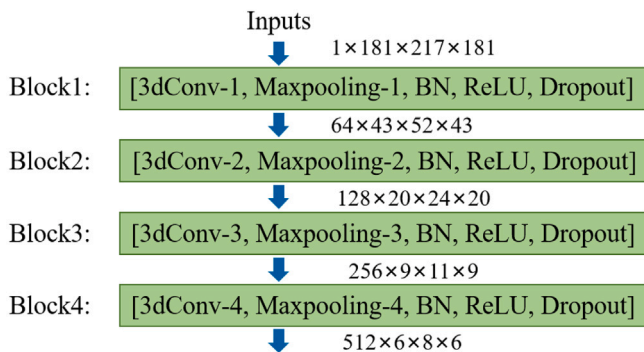 Inputs
1×181×217×181
Block1: [3dConv-1, Maxpooling-1, BN, ReLU, Dropout]
64×43×52×43
Block2: [3dConv-2, Maxpooling-2, BN, ReLU, Dropout]
128×20×24×20
Block3: [3dConv-3, Maxpooling-3, BN, ReLU, Dropout]
256×9×11×9
Block4: [3dConv-4, Maxpooling-4, BN, ReLU, Dropout]
512×6×8×6